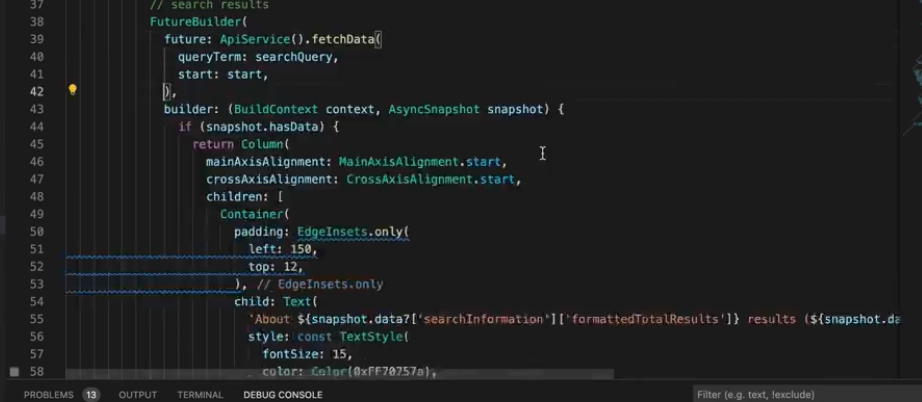 37 // search results
38 FutureBuilder(
39 future: ApiService().fetchData(
40 queryTerm: searchQuery,
41 start: start,
42 ),
43 builder: (BuildContext context, AsyncSnapshot snapshot) {
44 if (snapshot.hasData) {
45 return Column(
46 mainAxisAlignment: MainAxisAlignment.start,
47 crossAxisAlignment: CrossAxisAlignment.start,
48 children: [
49 Container(
50 padding: EdgeInsets.only(
51 left: 150,
52 top: 12,
53 ), // EdgeInsets.only
54 child: Text(
55 'About ${snapshot.data?['searchInformation']['formattedTotalResults']} results (${snapshot.da
56 style: const TextStyle(
57 fontSize: 15,
58 color: Color(0xFF70757a),
PROBLEMS 13 OUTPUT TERMINAL DEBUG CONSOLE Filter (e.g. text, !exclude)